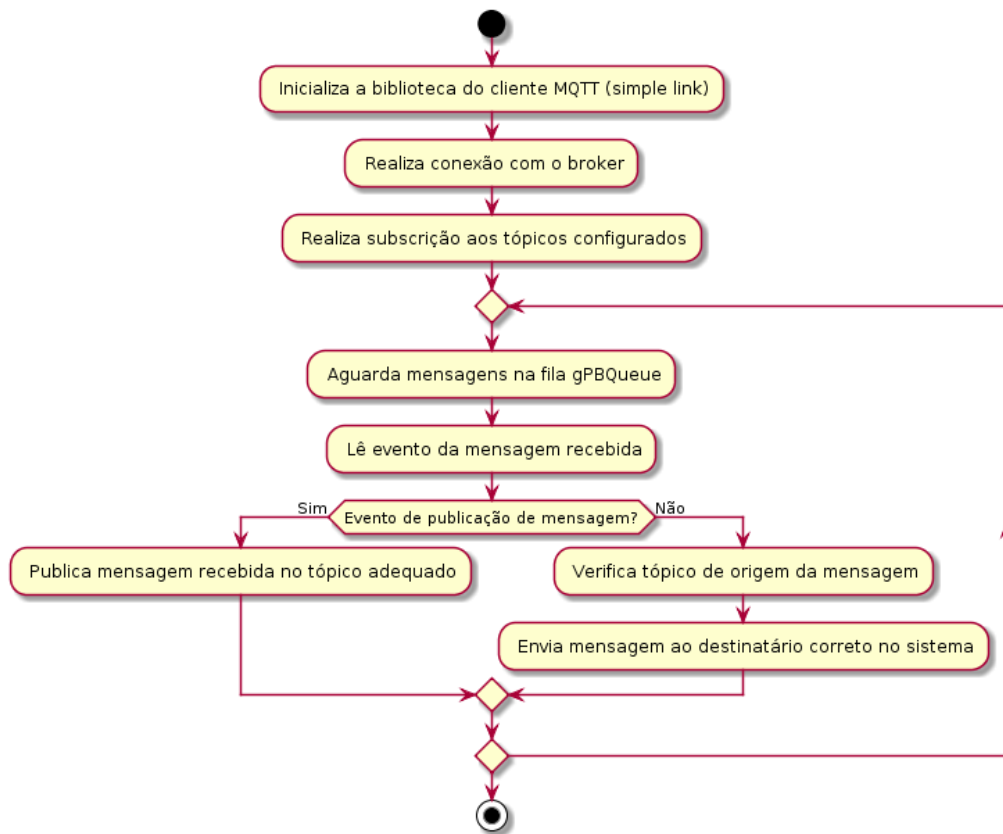 Inicializa a biblioteca do cliente MQTT (simple link)
Realiza conexão com o broker
Realiza subscrição aos tópicos configurados
Aguarda mensagens na fila gPBQueue
Lê evento da mensagem recebida
Sim
Evento de publicação de mensagem?
Não
Publica mensagem recebida no tópico adequado
Verifica tópico de origem da mensagem
Envia mensagem ao destinatário correto no sistema